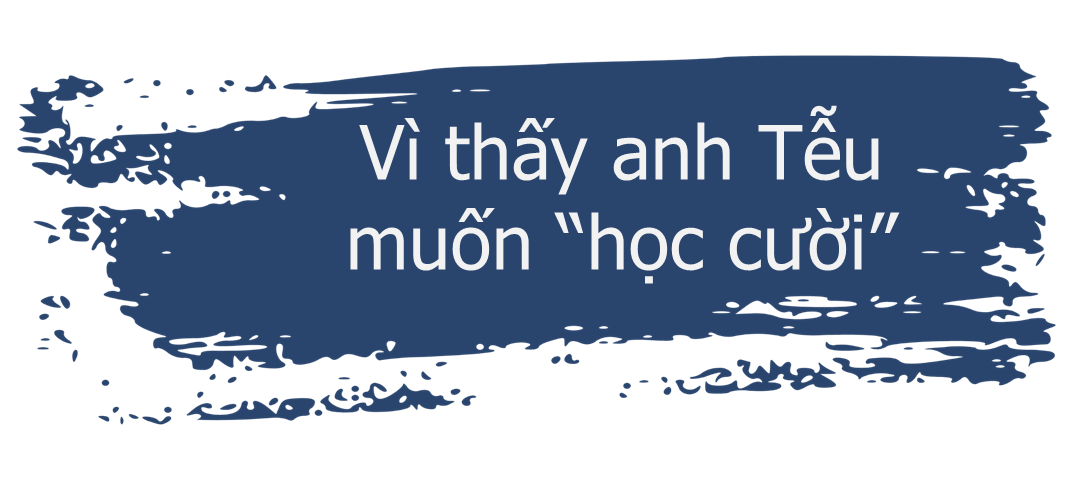 Vì thấy anh Tễu
muốn “học cười”